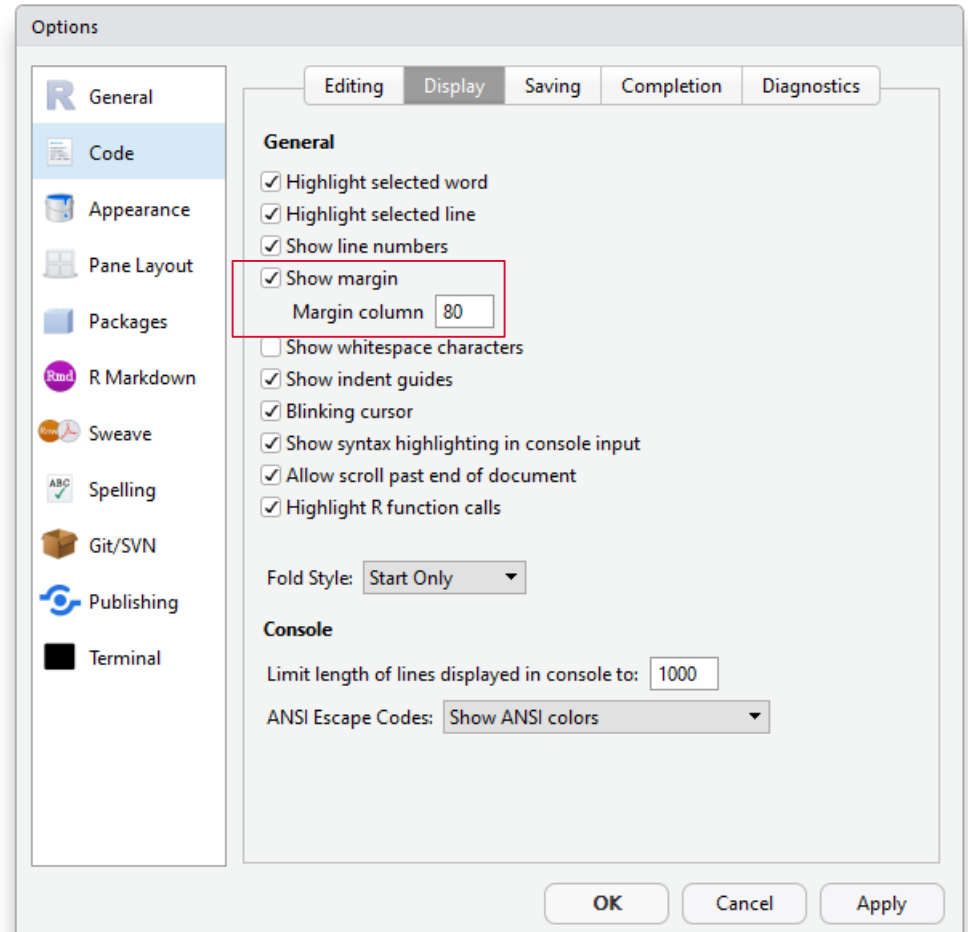 Options
General
Code
Appearance
Pane Layout
Packages
Rmd R Markdown
Rnw Sweave
ABC Spelling
Git/SVN
Publishing
Terminal
Editing Display Saving Completion Diagnostics
General
Highlight selected word
Highlight selected line
Show line numbers
Show margin
Margin column 80
Show whitespace characters
Show indent guides
Blinking cursor
Show syntax highlighting in console input
Allow scroll past end of document
Highlight R function calls
Fold Style: Start Only
Console
Limit length of lines displayed in console to: 1000
ANSI Escape Codes: Show ANSI colors
OK Cancel Apply